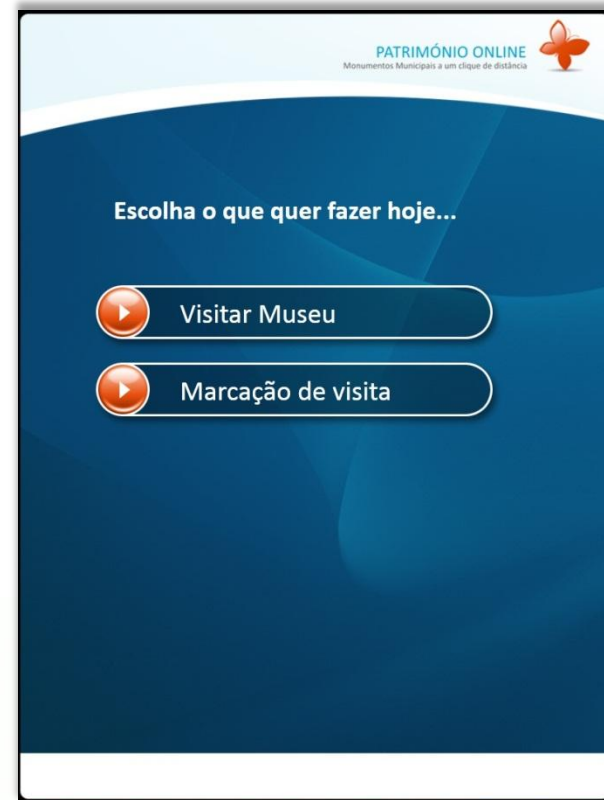 PATRIMÓNIO ONLINE
Monumentos Municipais a um clique de distância
Escolha o que quer fazer hoje...
Visitar Museu
Marcação de visita